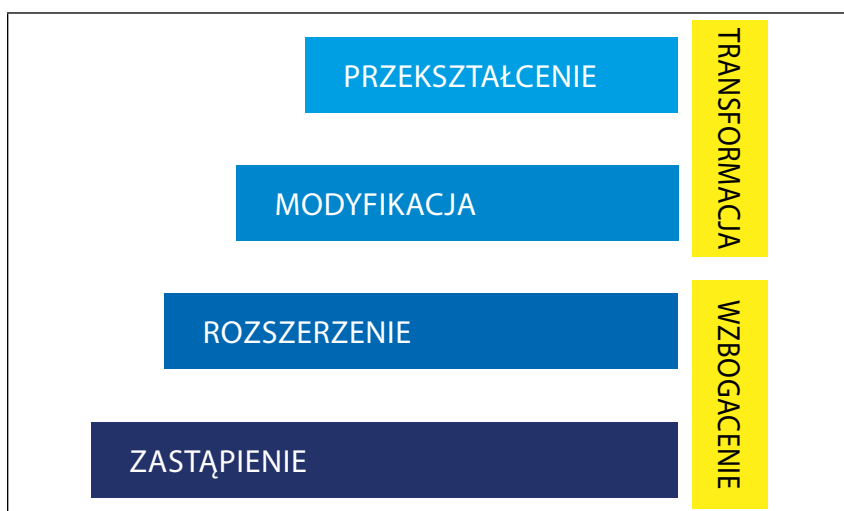 PRZEKSZTAŁCENIE
MODYFIKACJA
TRANSFORMACJA
ROZSZERZENIE
ZASTĄPIENIE
WZBOGACENIE